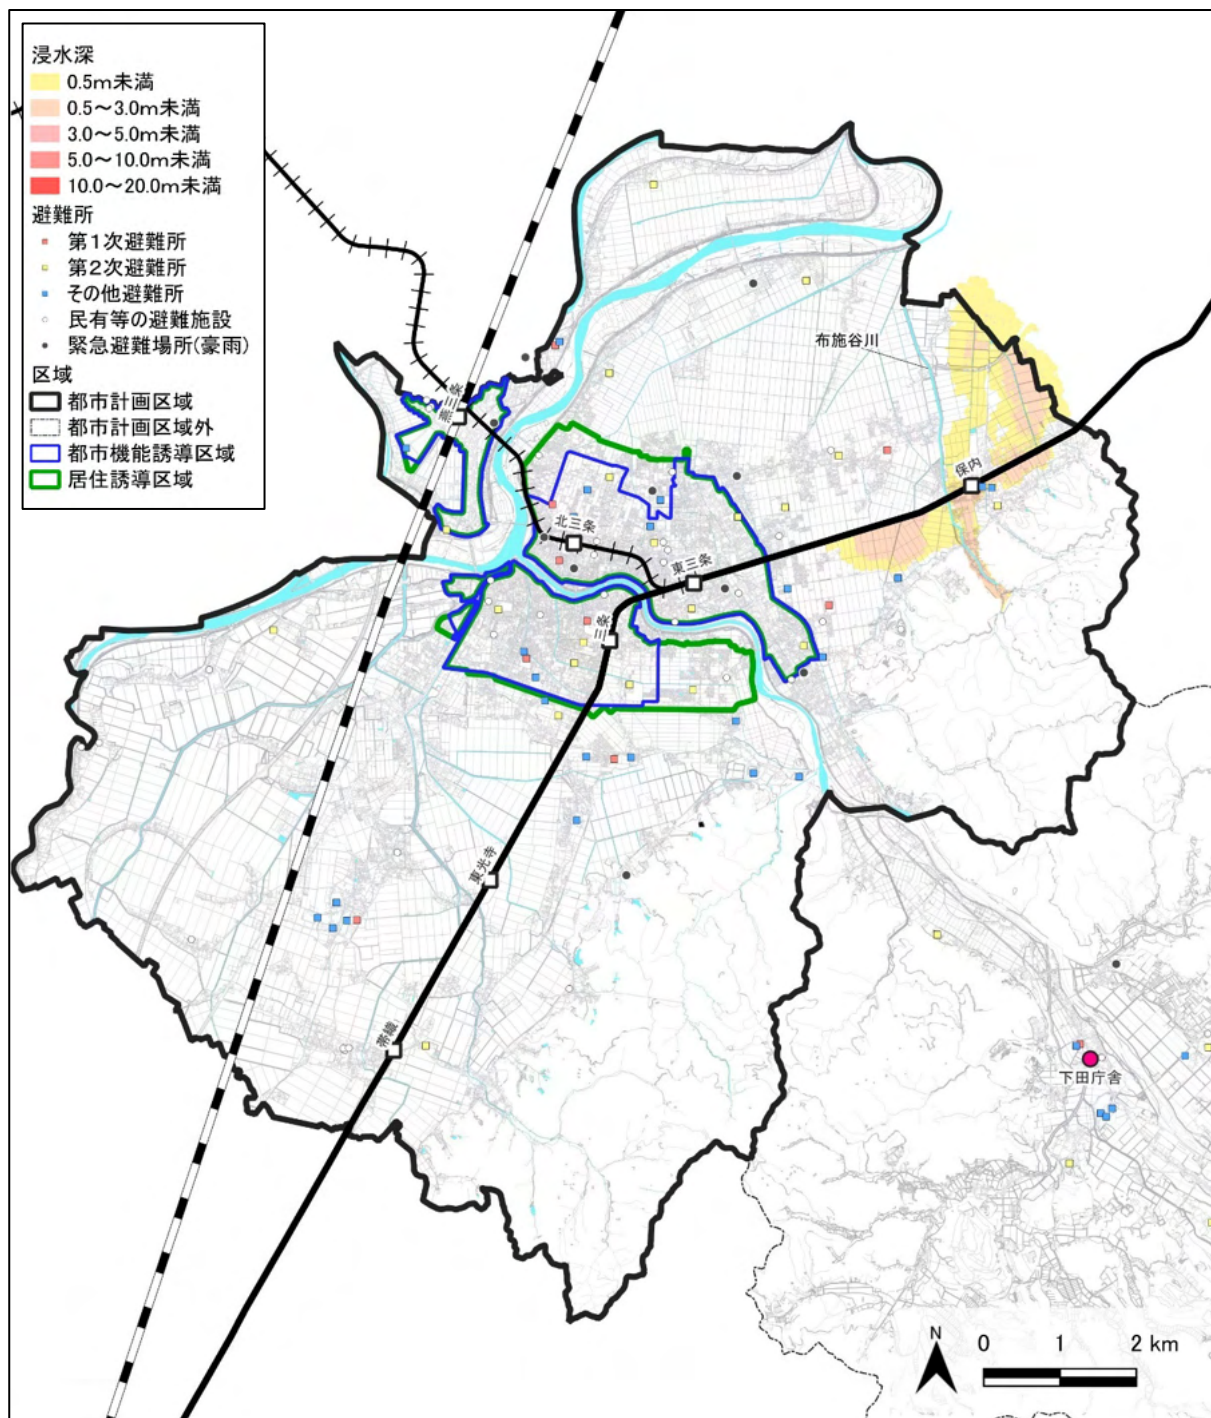 浸水深
0.5m未満
0.5～3.0m未満
3.0～5.0m未満
5.0～10.0m未満
10.0～20.0m未満
避難所
第1次避難所
第2次避難所
その他避難所
民有等の避難施設
緊急避難場所(豪雨)
区域
都市計画区域
都市計画区域外
都市機能誘導区域
居住誘導区域
布施谷川
燕三条
保内
北三条
東三条
三条
東光寺
帯織
下田庁舎
N
0 1 2 km